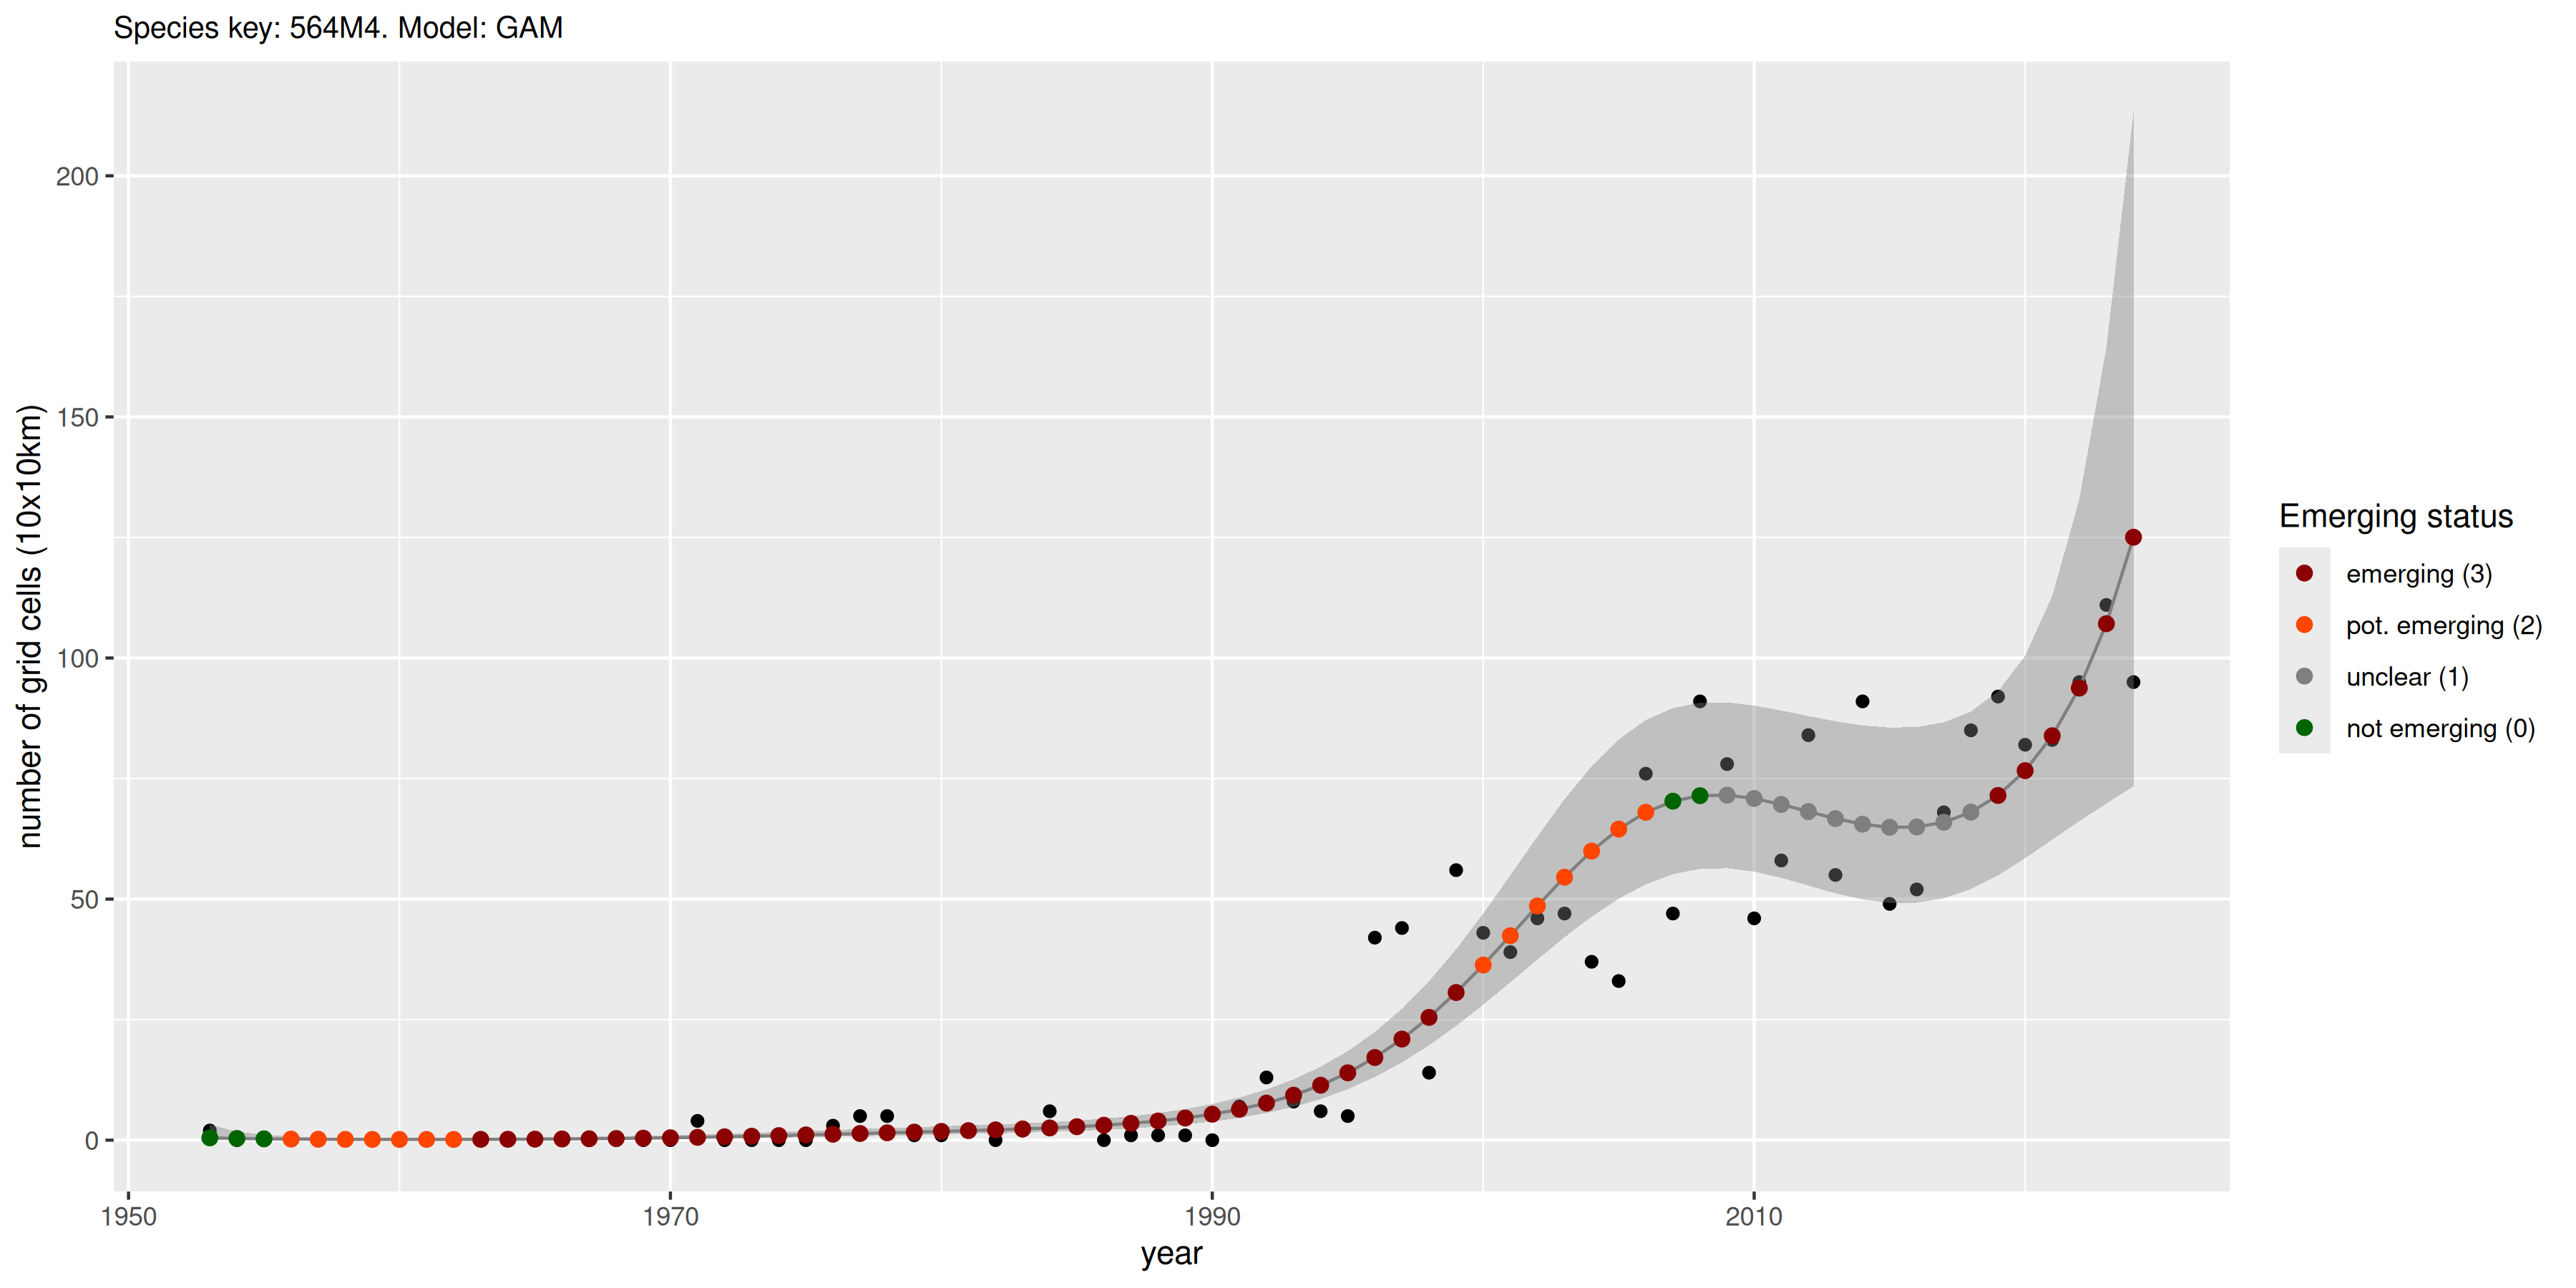 Species key: 564M4. Model: GAM
number of grid cells (10x10km)
200
150
100
50
0
1950
1970
1990
2010
year
Emerging status
emerging (3)
pot. emerging (2)
unclear (1)
not emerging (0)